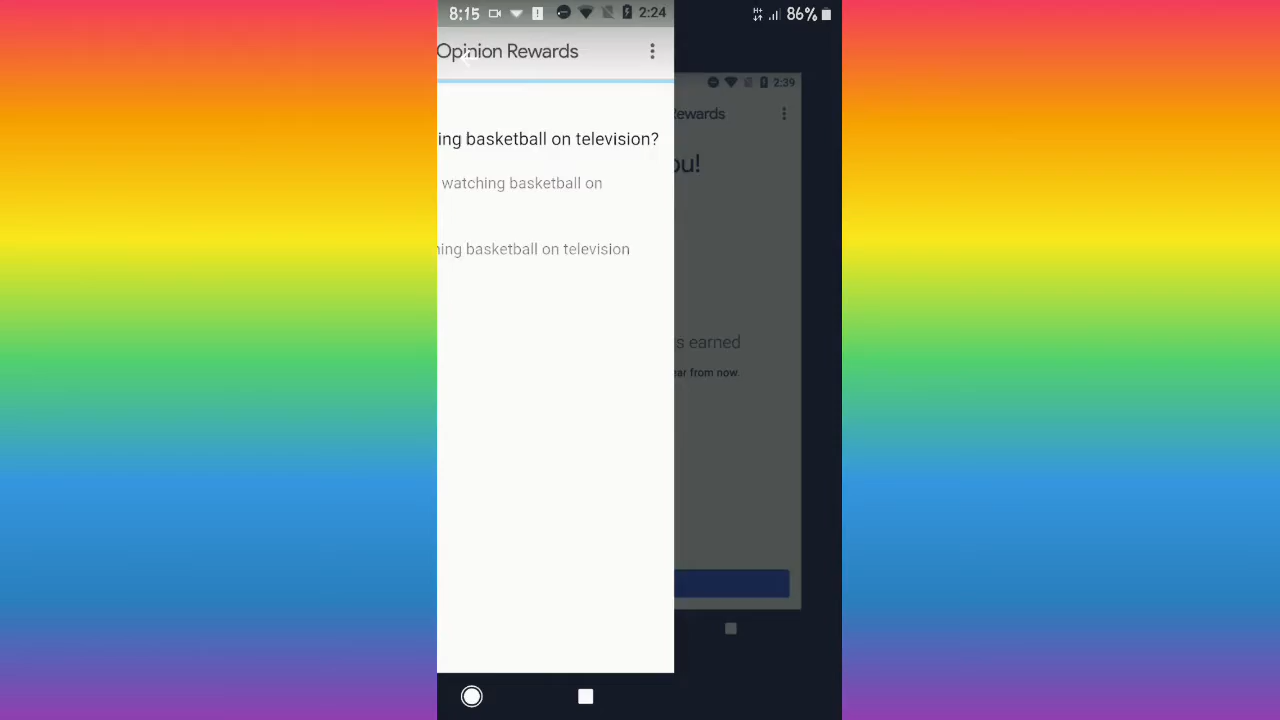 8:15 2:24
86%
Opinion Rewards
2:39
ewards
ou!
ing basketball on television?
watching basketball on
ing basketball on television
s earned
ear from now.